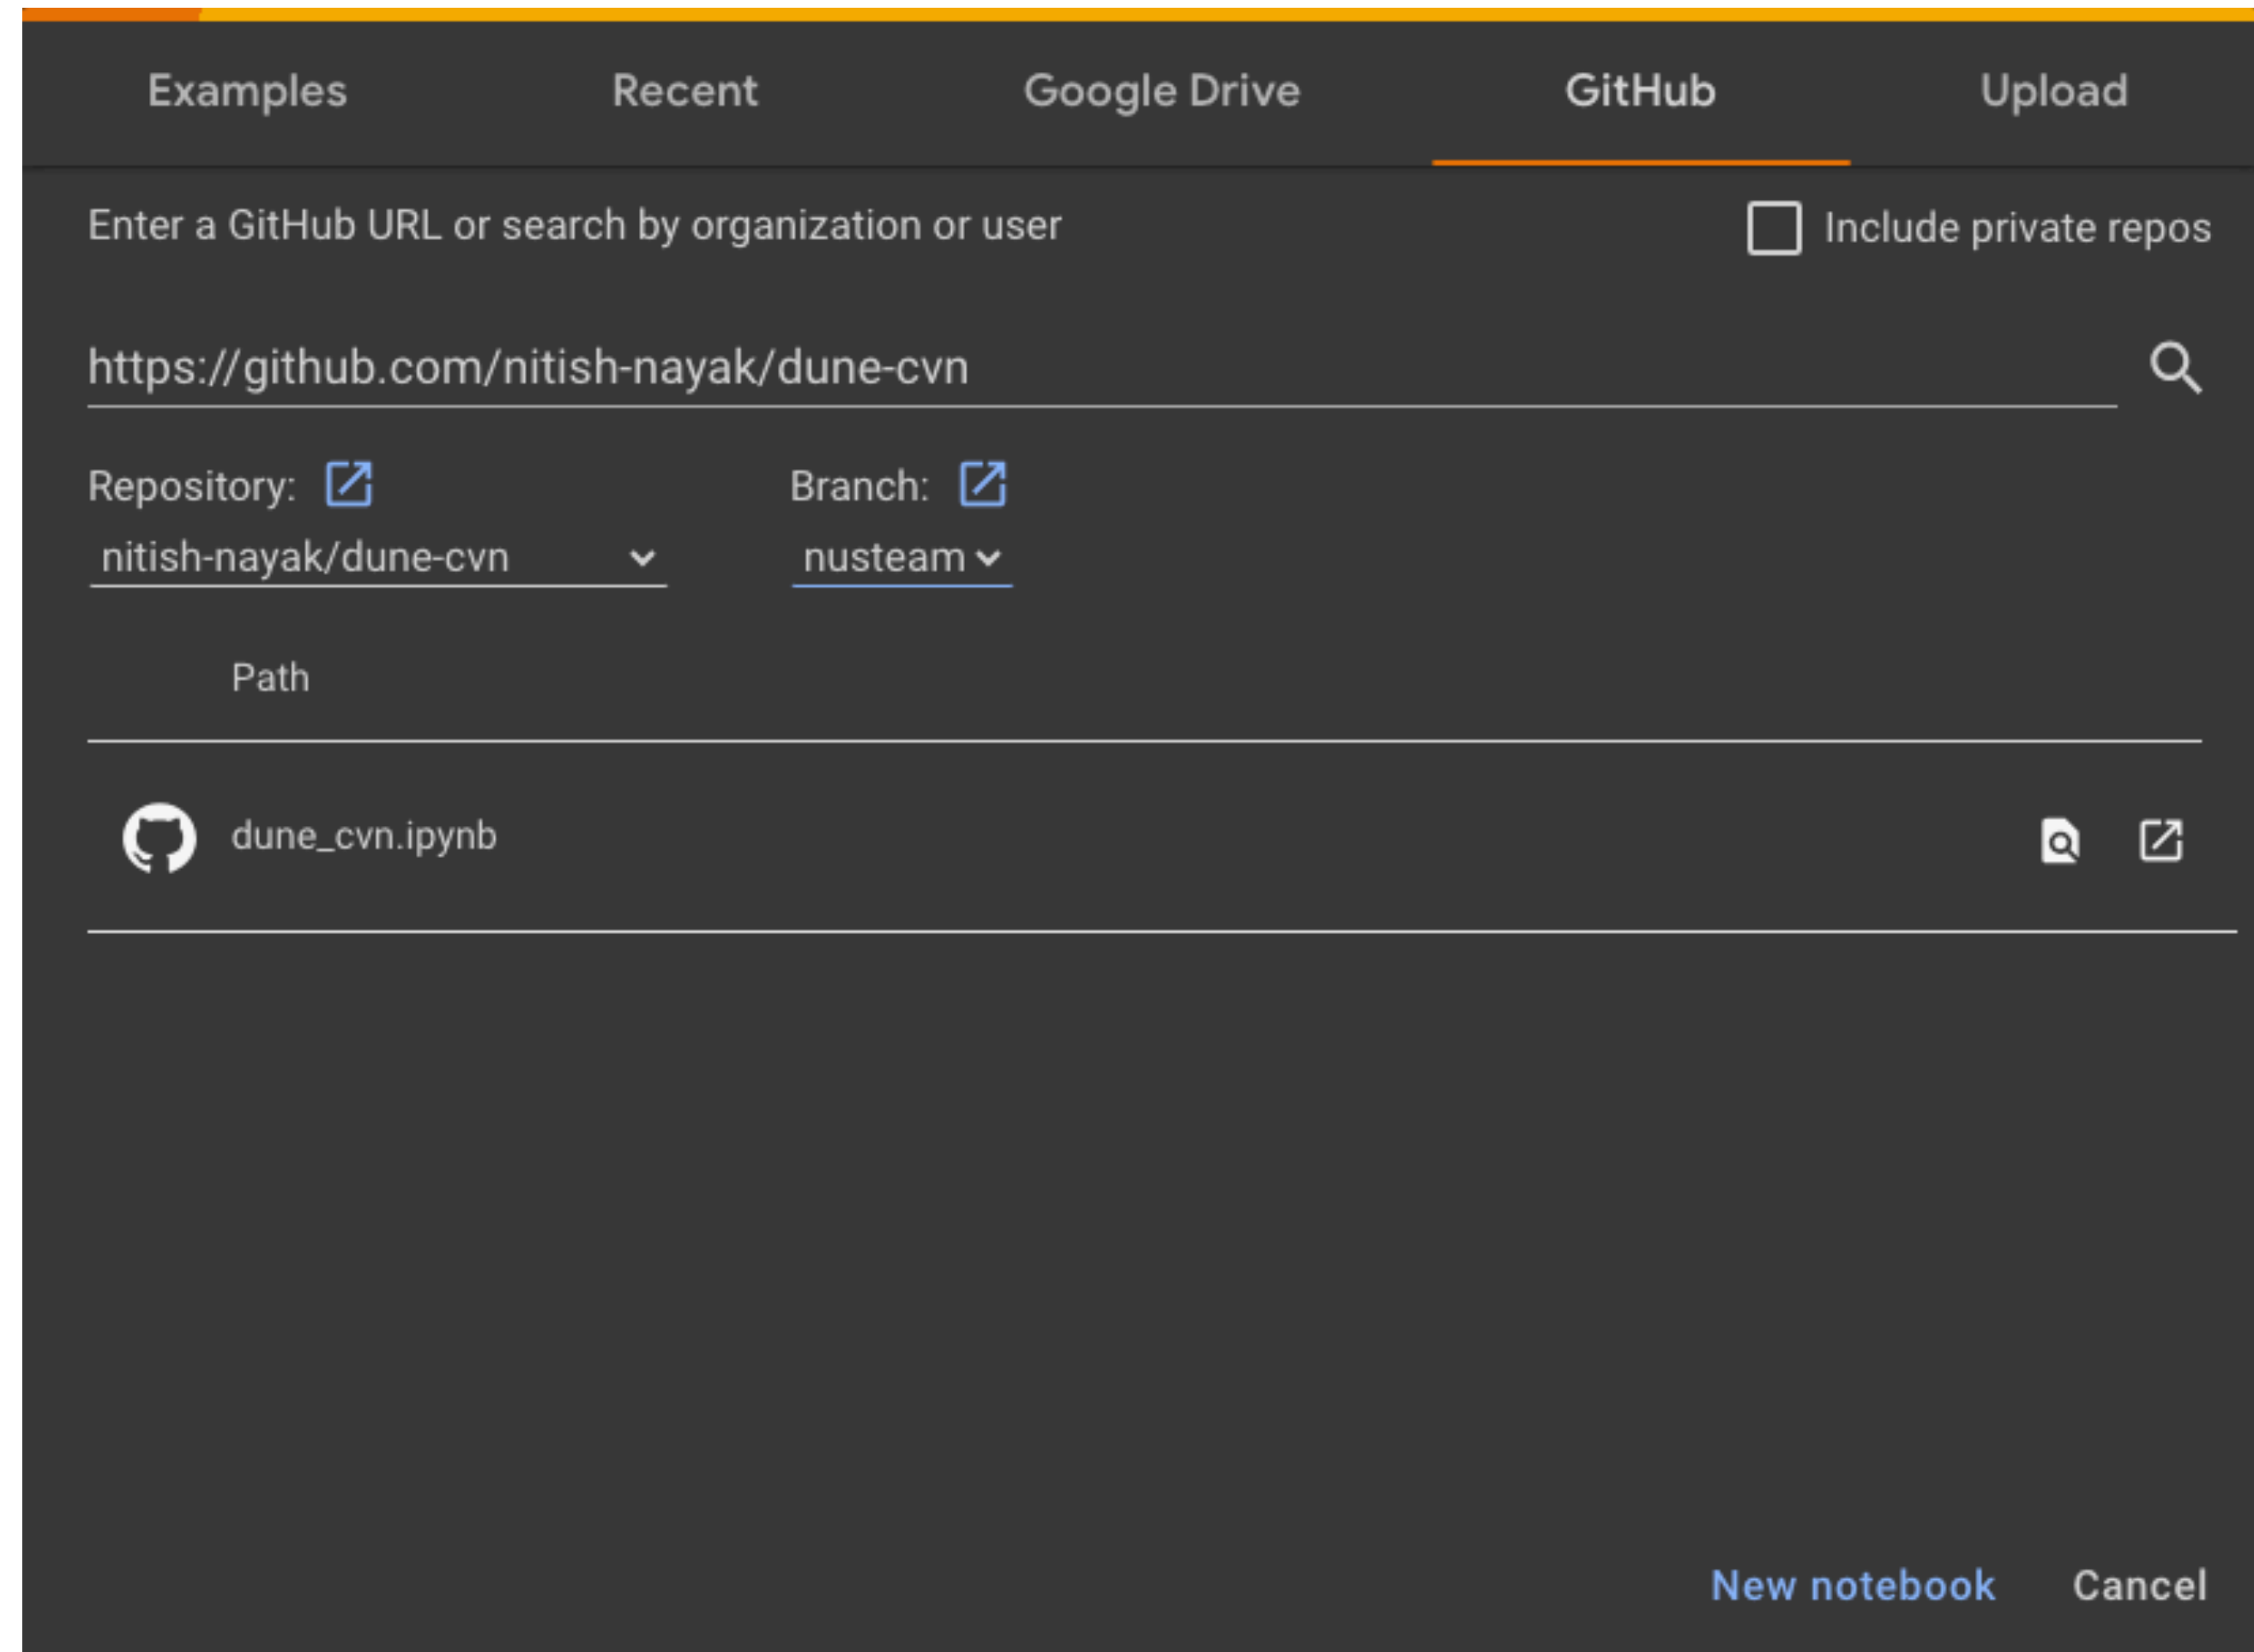 Examples Recent Google Drive GitHub Upload
Enter a GitHub URL or search by organization or user Include private repos
https://github.com/nitish-nayak/dune-cvn
Repository: Branch:
nitish-nayak/dune-cvn nusteam
Path
dune_cvn.ipynb
New notebook Cancel